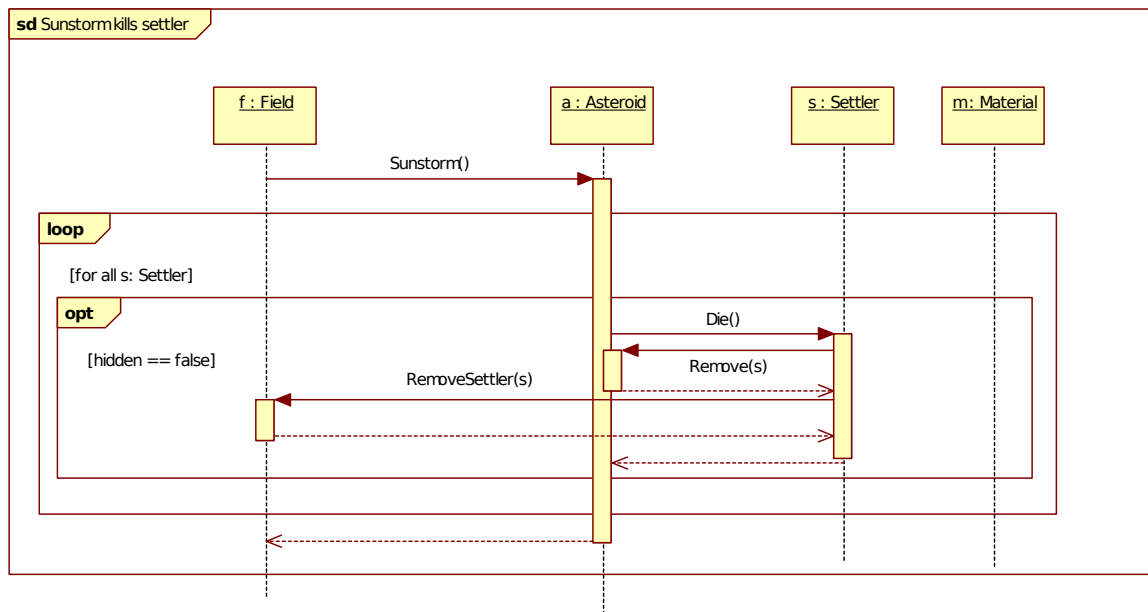 sd Sunstorm kills settler
f : Field
a : Asteroid
s : Settler
m : Material
Sunstorm()
loop
[for all s: Settler]
opt
Die()
[hidden == false]
Remove(s)
RemoveSettler(s)